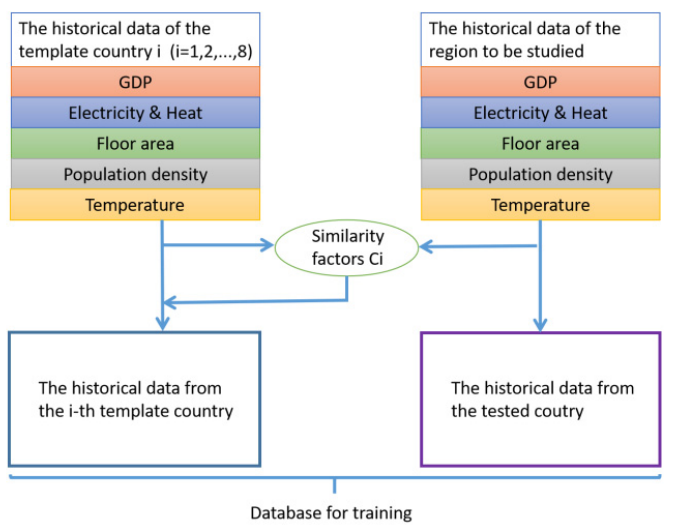 The historical data of the
template country i (i=1,2,...,8)
GDP
Electricity & Heat
Floor area
Population density
Temperature
The historical data of the
region to be studied
GDP
Electricity & Heat
Floor area
Population density
Temperature
Similarity
factors Ci
The historical data from
the i-th template country
The historical data from
the tested coutry
Database for training